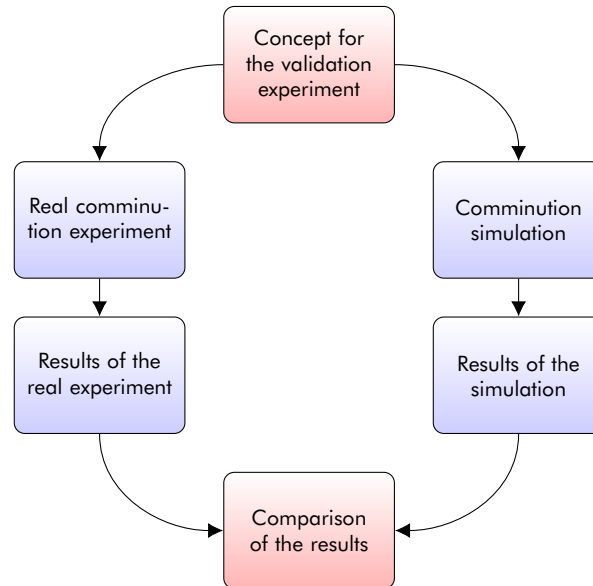 Concept for
the validation
experiment
Real comminu-
tion experiment
Comminution
simulation
Results of the
real experiment
Results of the
simulation
Comparison
of the results